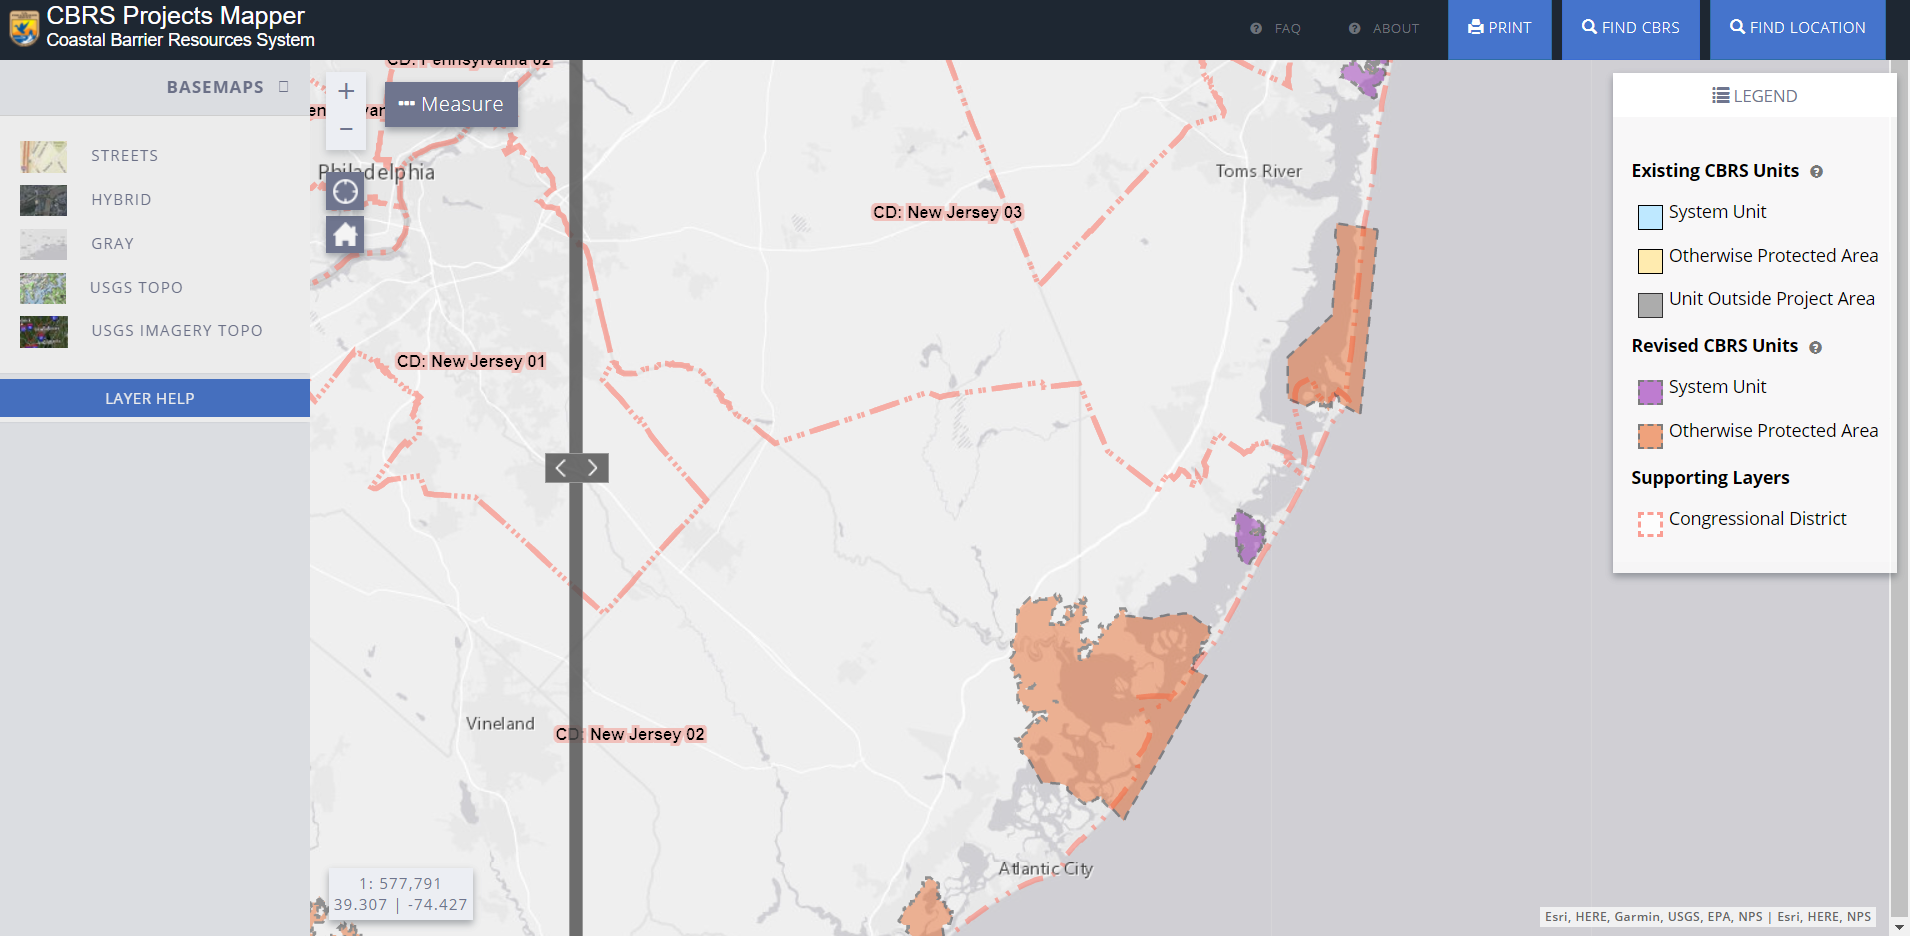 CBRS Projects Mapper
Coastal Barrier Resources System
FAQ
ABOUT
PRINT
FIND CBRS
FIND LOCATION
BASEMAPS
STREETS
HYBRID
GRAY
USGS TOPO
USGS IMAGERY TOPO
LAYER HELP
CD: Pennsylvania 02
+
−
Measure
Philadelphia
Toms River
CD: New Jersey 03
CD: New Jersey 01
Vineland
CD: New Jersey 02
Atlantic City
1: 577,791
39.307 | -74.427
LEGEND
Existing CBRS Units
System Unit
Otherwise Protected Area
Unit Outside Project Area
Revised CBRS Units
System Unit
Otherwise Protected Area
Supporting Layers
Congressional District
Esri, HERE, Garmin, USGS, EPA, NPS | Esri, HERE, NPS